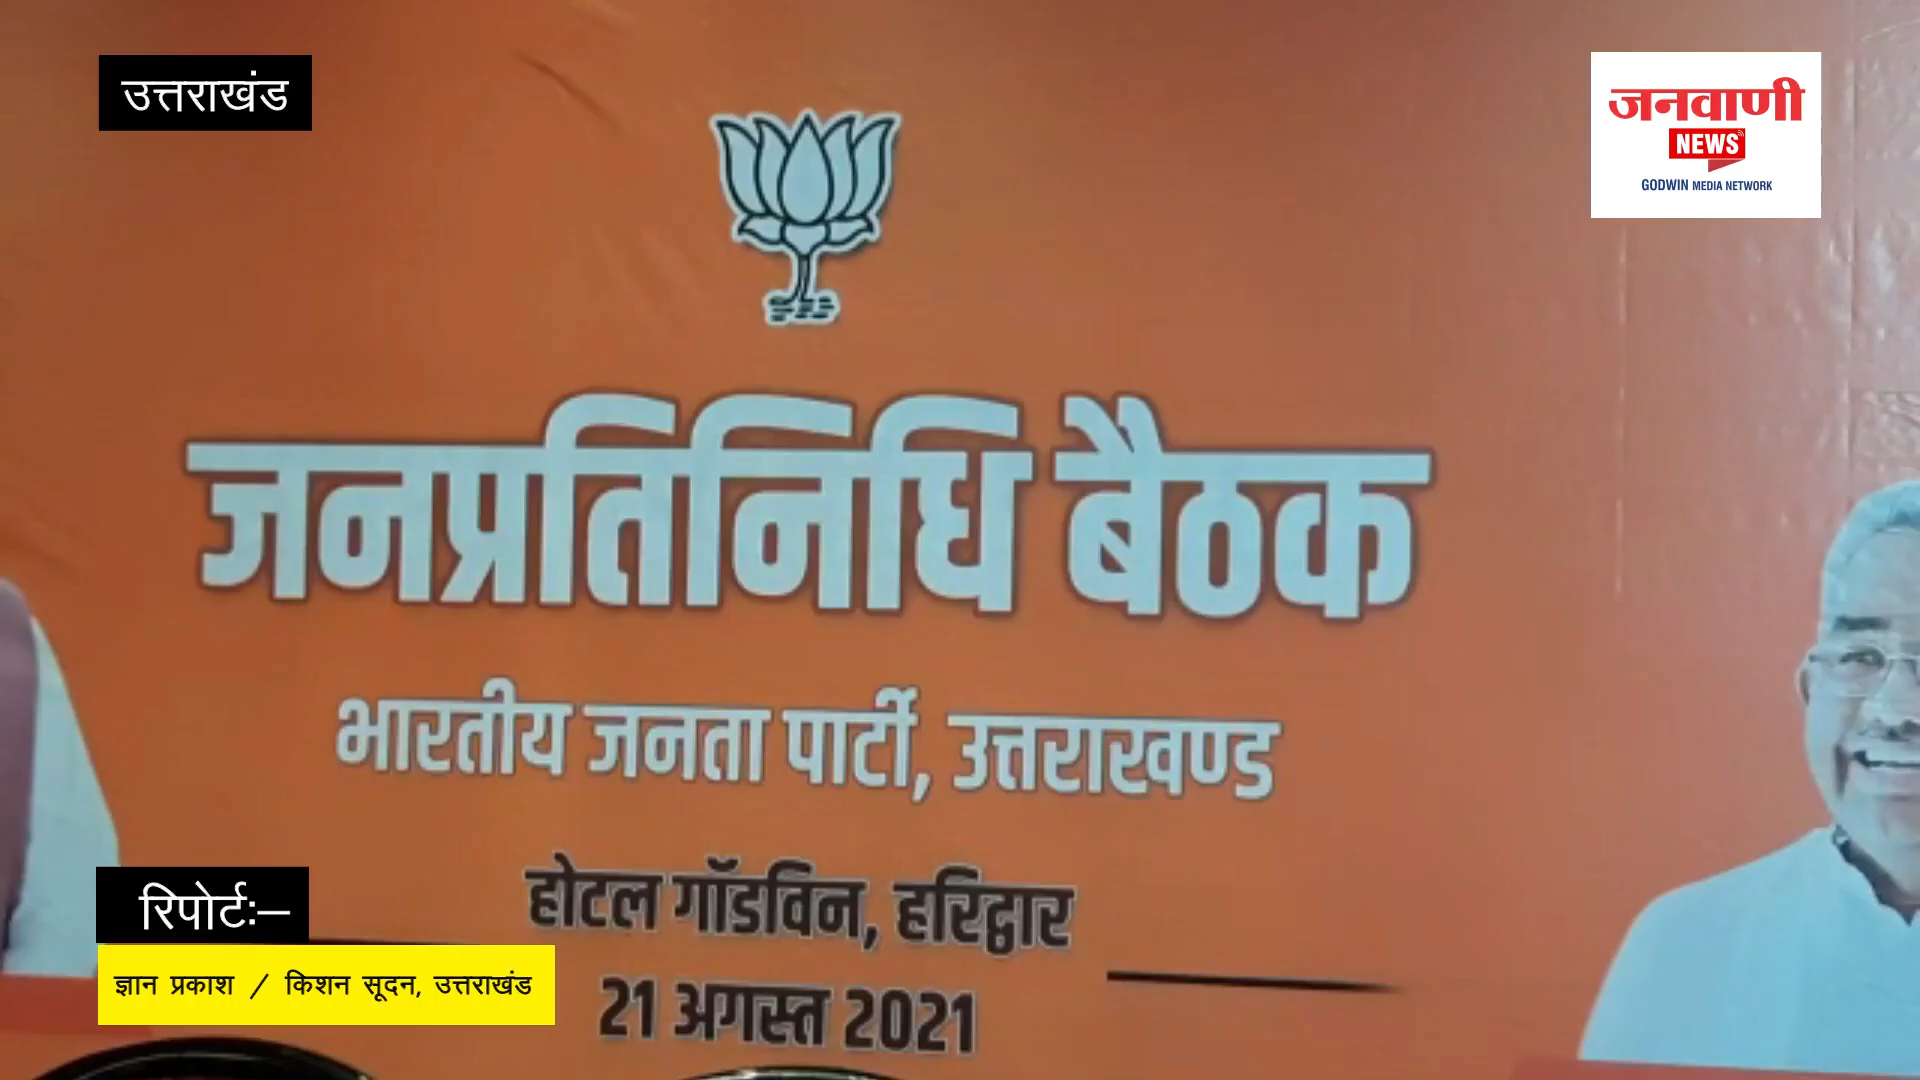 उत्तराखंड
जनवाणी
NEWS
GODWIN MEDIA NETWORK
जनप्रतिनिधि बैठक
भारतीय जनता पार्टी, उत्तराखण्ड
होटल गॉडविन, हरिद्वार
21 अगस्त 2021
रिपोर्टः–
ज्ञान प्रकाश / किशन सूदन, उत्तराखंड